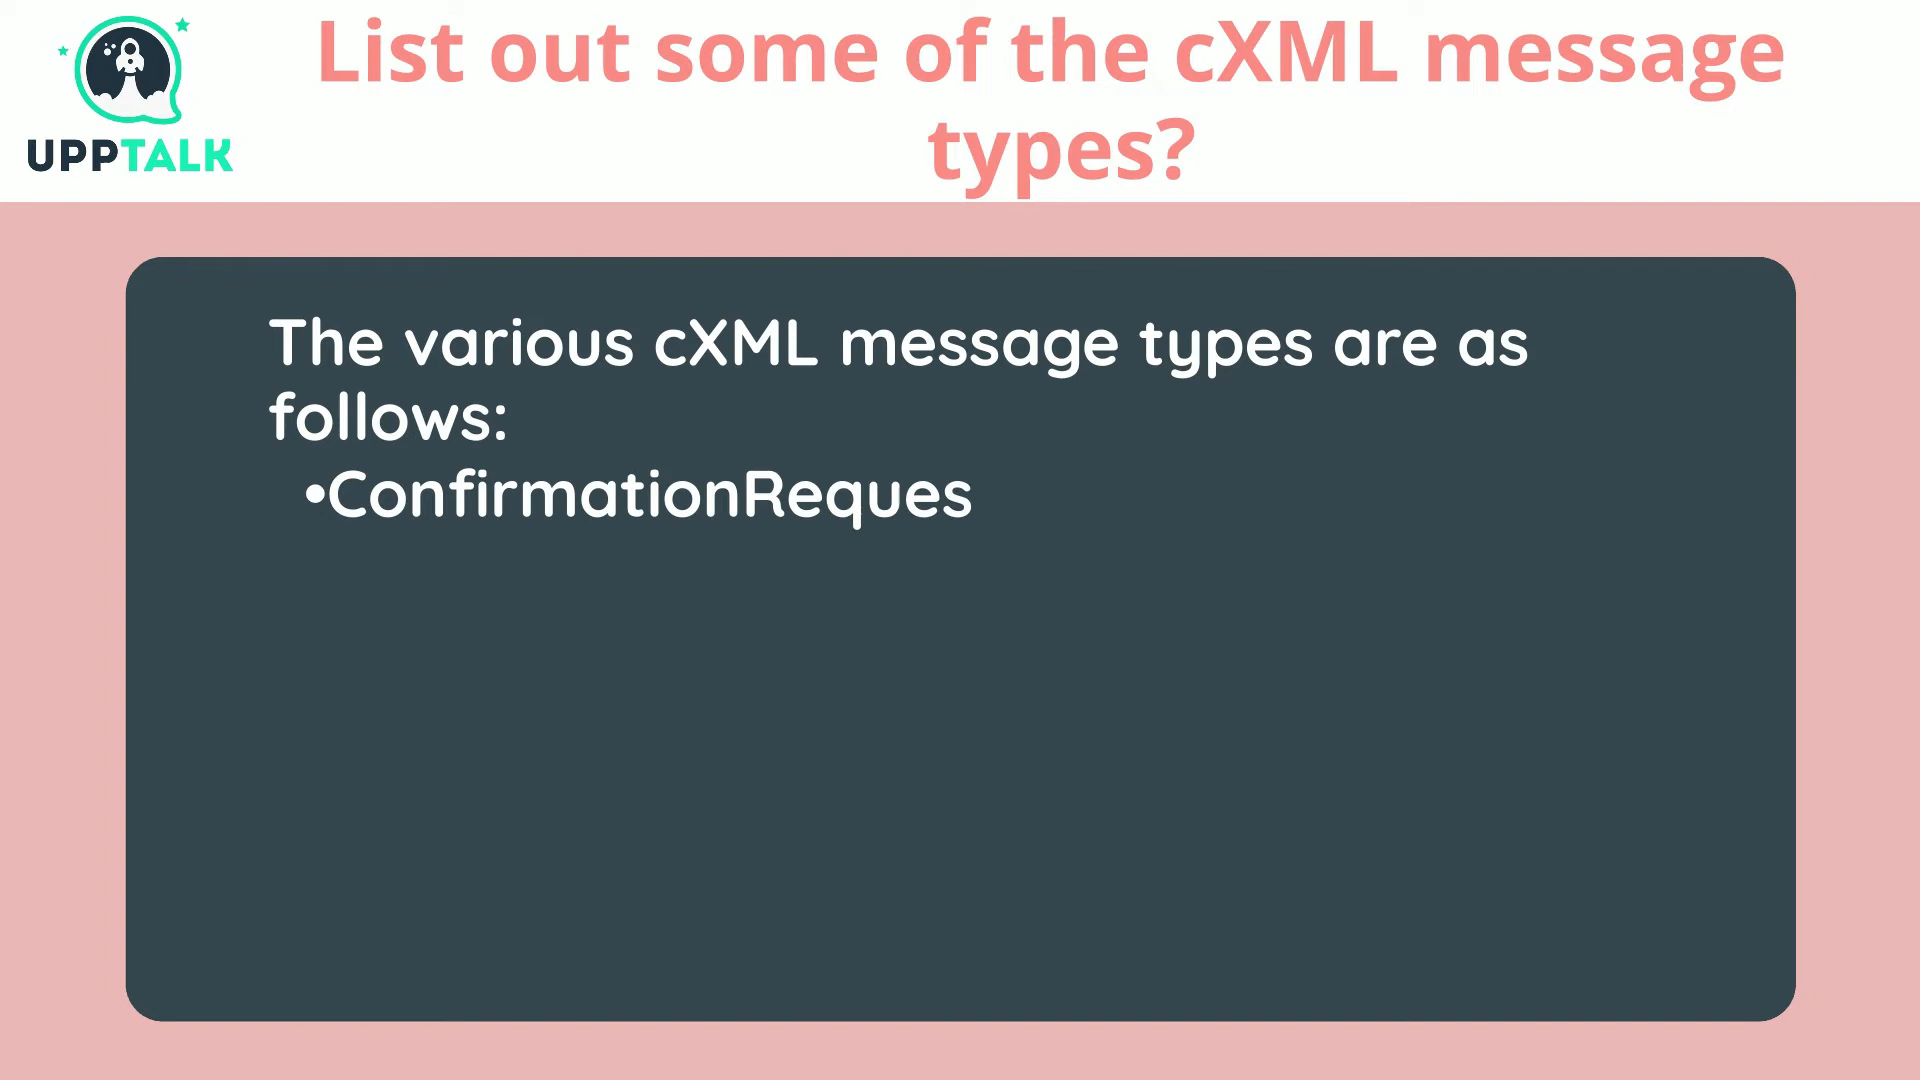 UPPTALK
List out some of the cXML message
types?
The various cXML message types are as
follows:
•ConfirmationReques